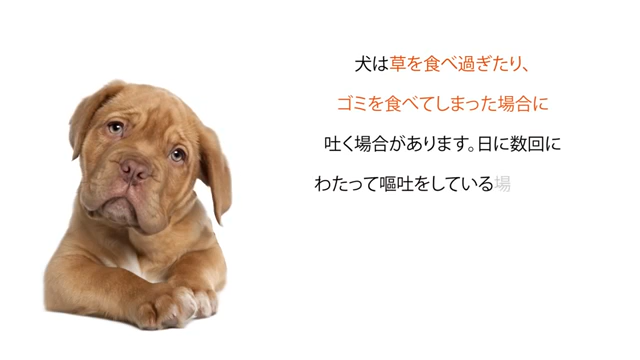 犬は草を食べ過ぎたり、
ゴミを食べてしまった場合に
吐く場合があります。日に数回に
わたって嘔吐をしている場